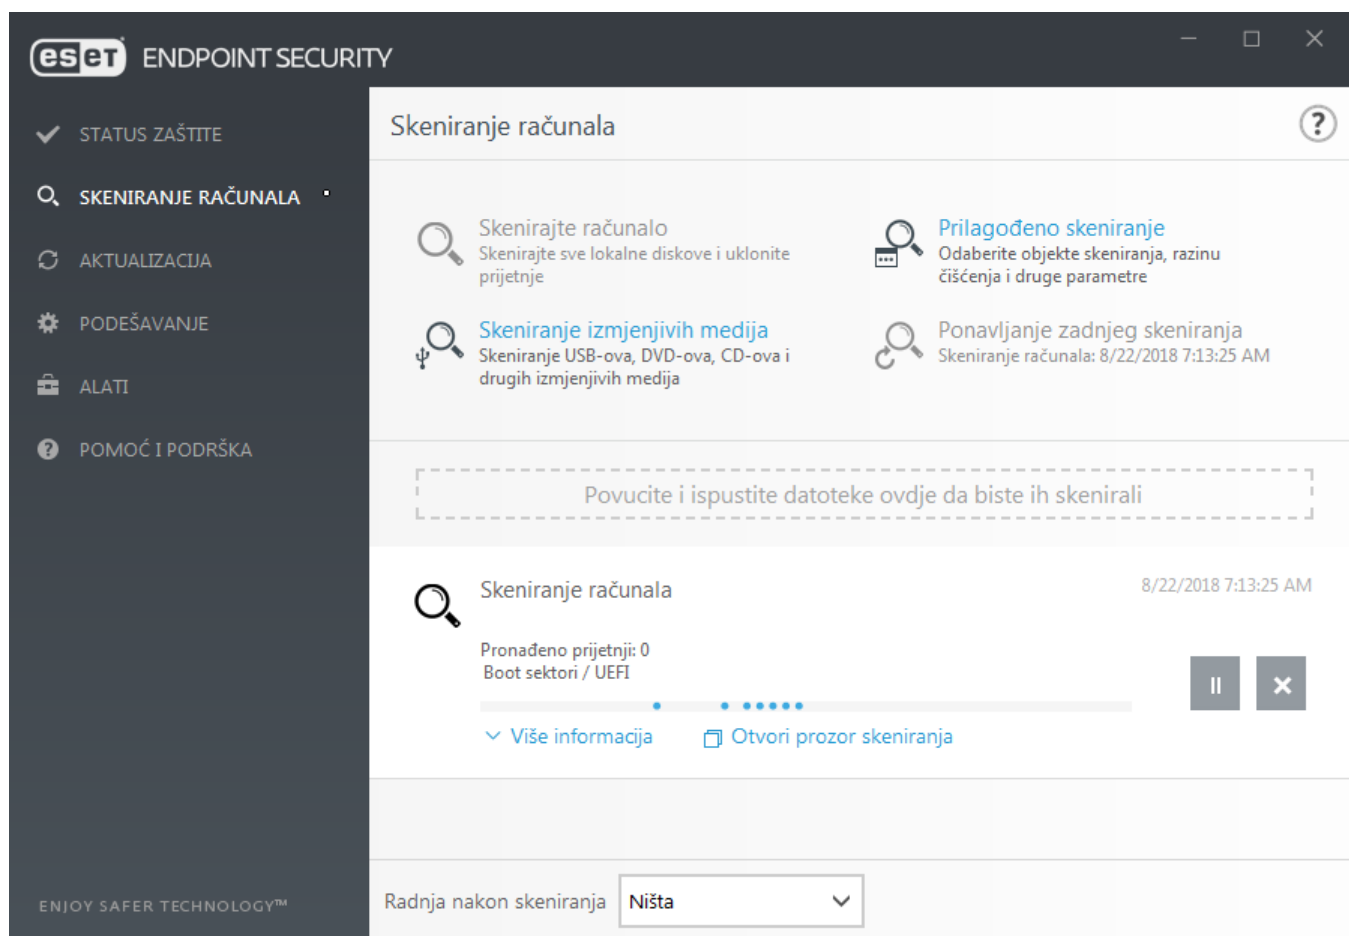 eset ENDPOINT SECURITY
STATUS ZAŠTITE
SKENIRANJE RAČUNALA
AKTUALIZACIJA
PODEŠAVANJE
ALATI
POMOĆ I PODRŠKA
ENJOY SAFER TECHNOLOGY™
Skeniranje računala
?
Skenirajte računalo
Skenirajte sve lokalne diskove i uklonite
prijetnje
Prilagođeno skeniranje
Odaberite objekte skeniranja, razinu
čišćenja i druge parametre
Skeniranje izmjenjivih medija
Skeniranje USB-ova, DVD-ova, CD-ova i
drugih izmjenjivih medija
Ponavljanje zadnjeg skeniranja
Skeniranje računala: 8/22/2018 7:13:25 AM
Povucite i ispustite datoteke ovdje da biste ih skenirali
Skeniranje računala
8/22/2018 7:13:25 AM
Pronađeno prijetnji: 0
Boot sektori / UEFI
Više informacija
Otvori prozor skeniranja
Radnja nakon skeniranja
Ništa